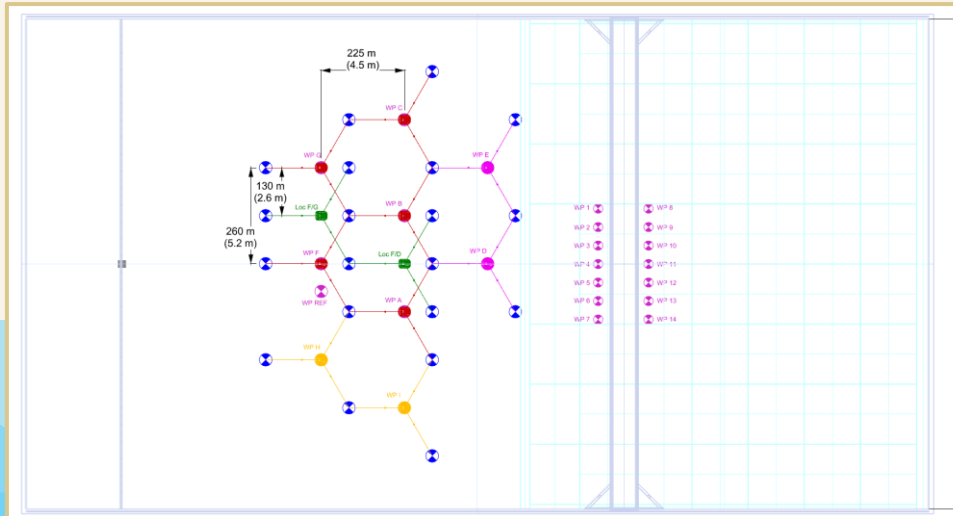 225 m
(4.5 m)
WP C
WP G
WP E
130 m
(2.6 m)
260 m
(5.2 m)
Loc F/G
WP B
WP 1
WP 8
WP 2
WP 9
WP 3
WP 10
WP F
Loc F/D
WP D
WP 4
WP 11
WP 5
WP 12
WP REF
WP A
WP 6
WP 13
WP 7
WP 14
WP H
WP I